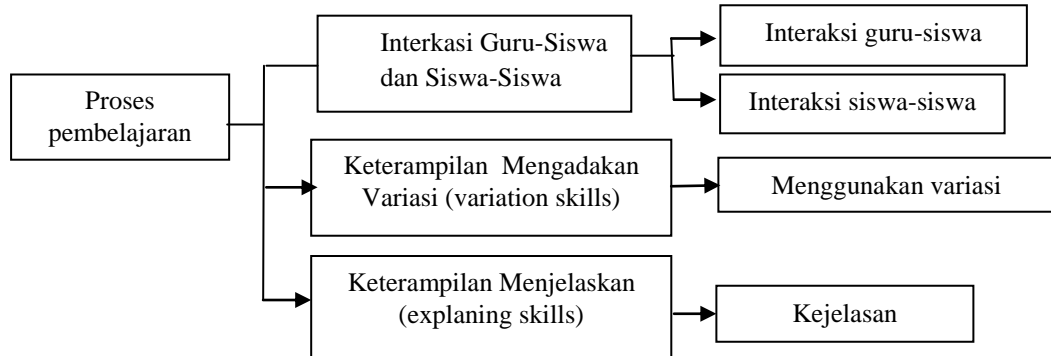 Proses
pembelajaran
Interkasi Guru-Siswa
dan Siswa-Siswa
Interaksi guru-siswa
Interaksi siswa-siswa
Keterampilan Mengadakan
Variasi (variation skills)
Menggunakan variasi
Keterampilan Menjelaskan
(explaning skills)
Kejelasan